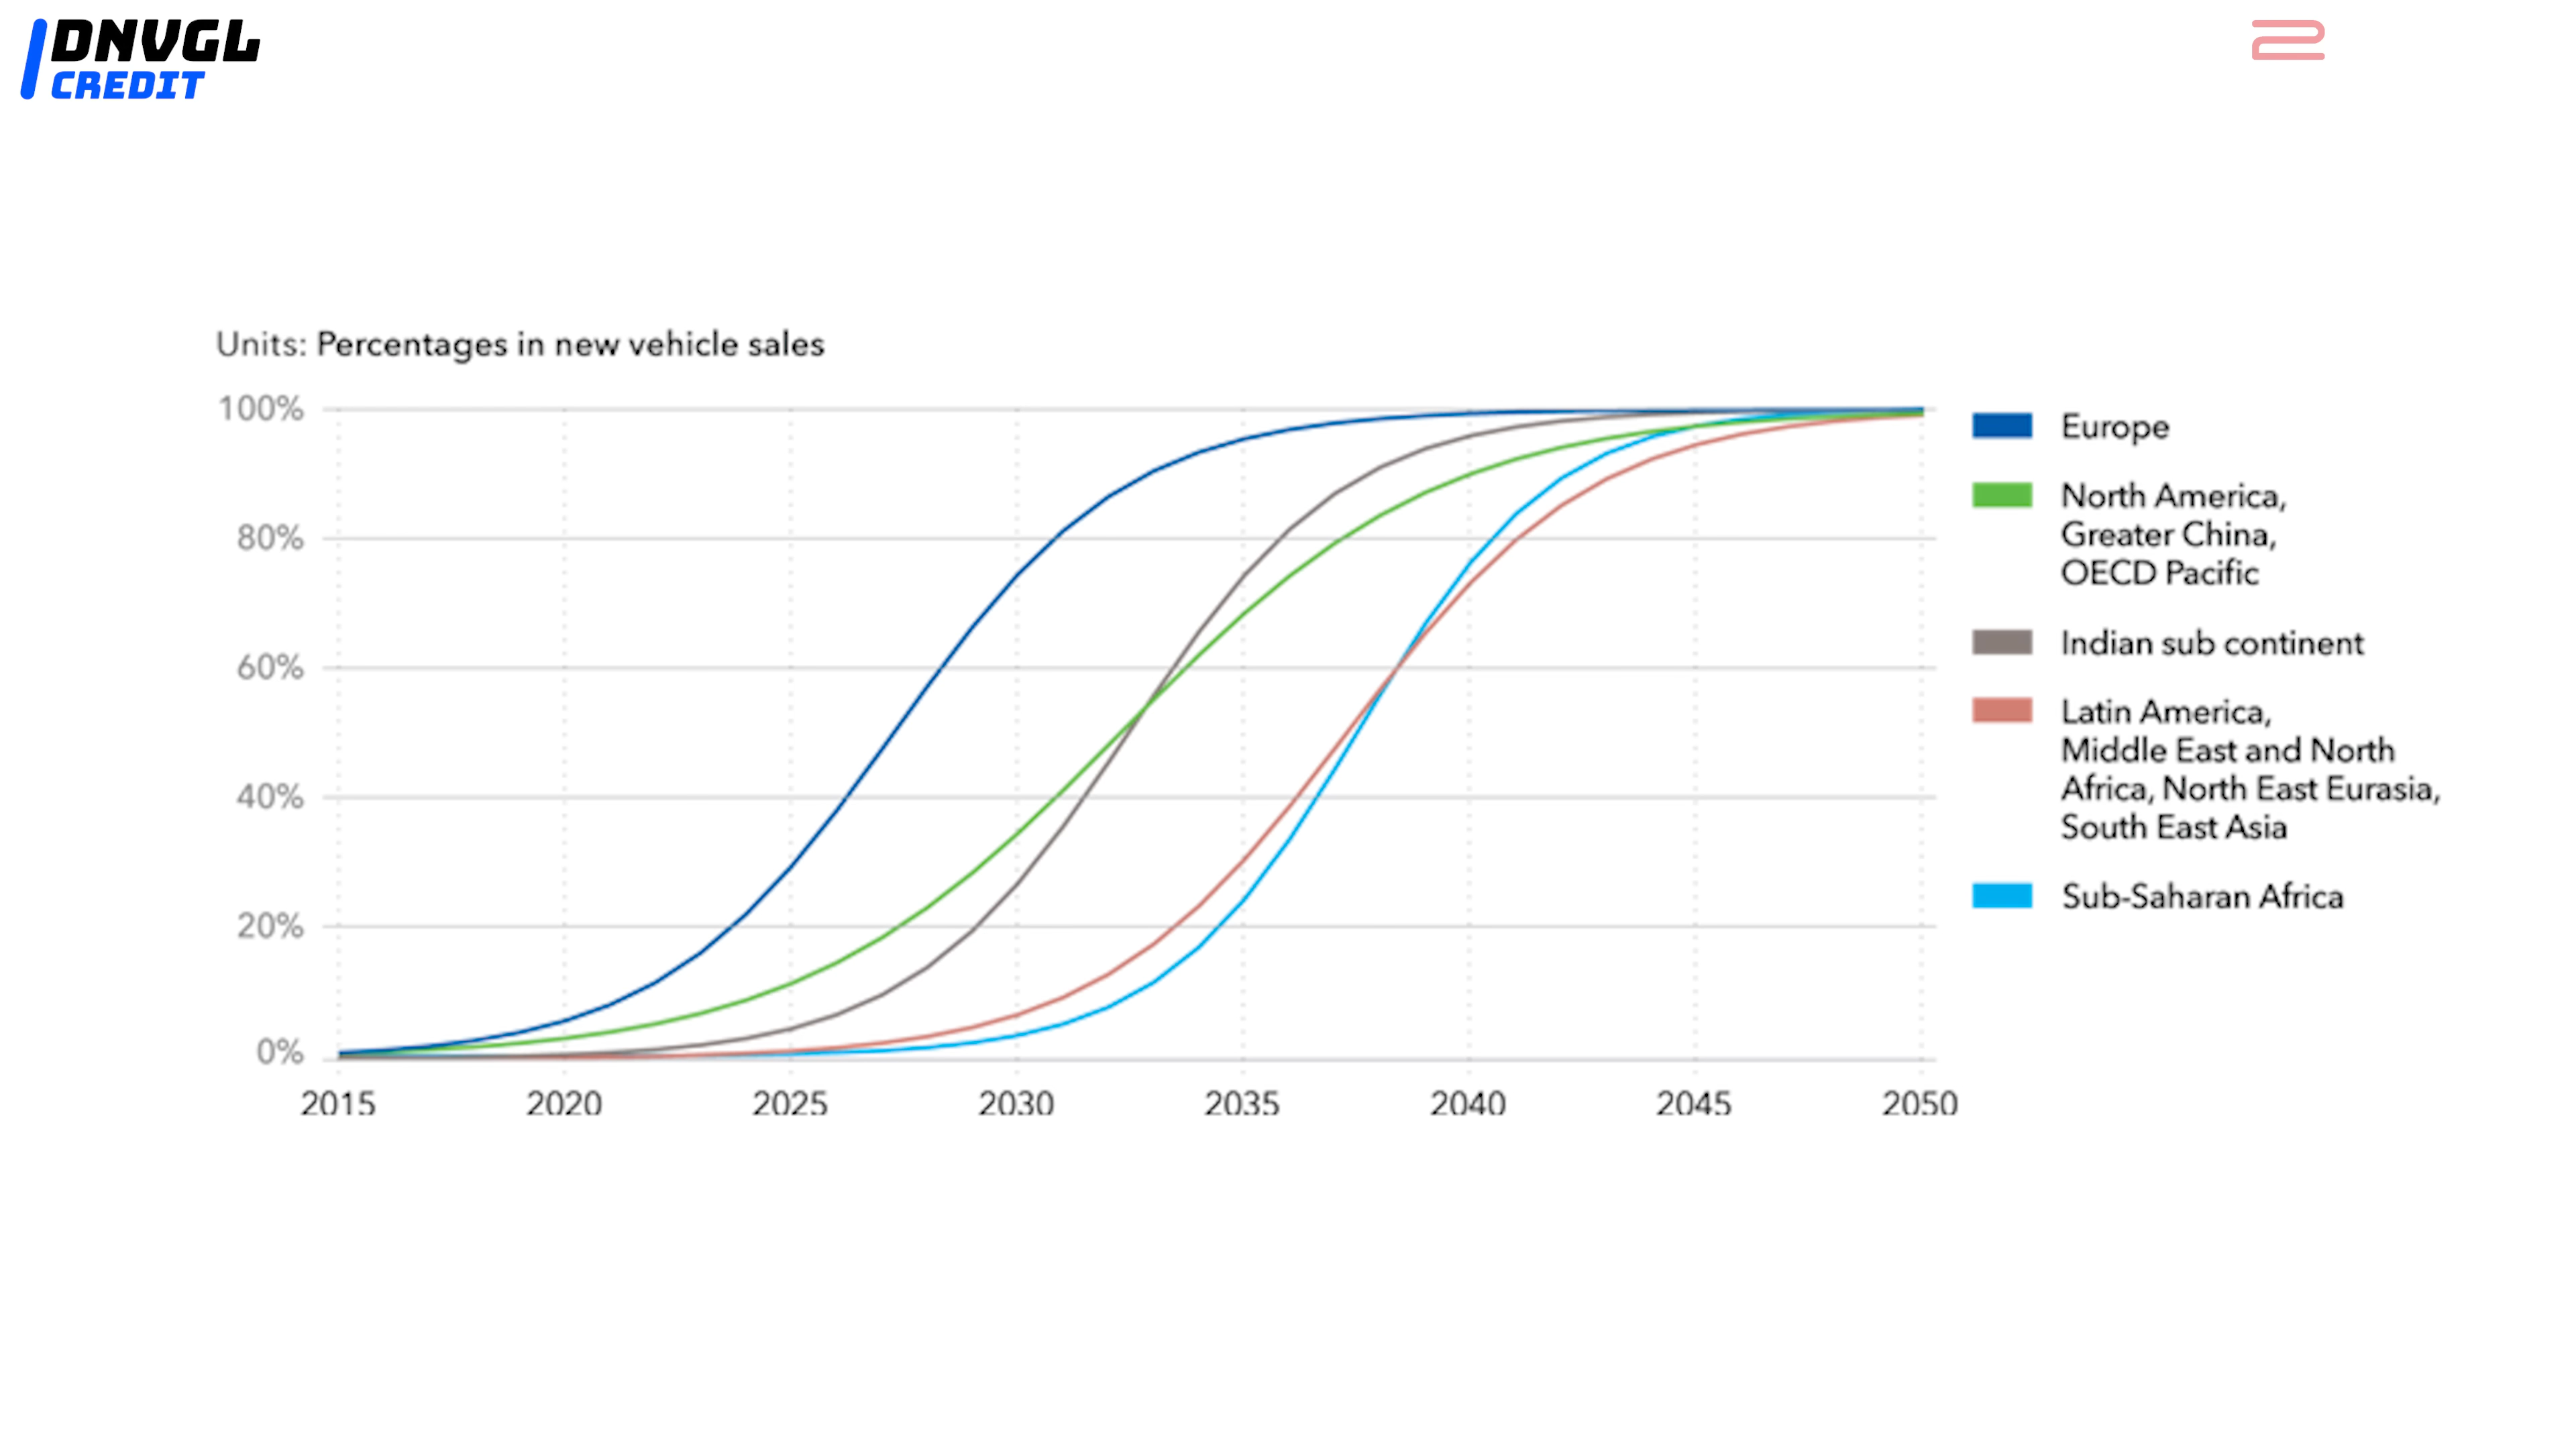 DNVGL
CREDIT
Units: Percentages in new vehicle sales
100%
80%
60%
40%
20%
0%
2015 2020 2025 2030 2035 2040 2045 2050
Europe
North America,
Greater China,
OECD Pacific
Indian sub continent
Latin America,
Middle East and North
Africa, North East Eurasia,
South East Asia
Sub-Saharan Africa